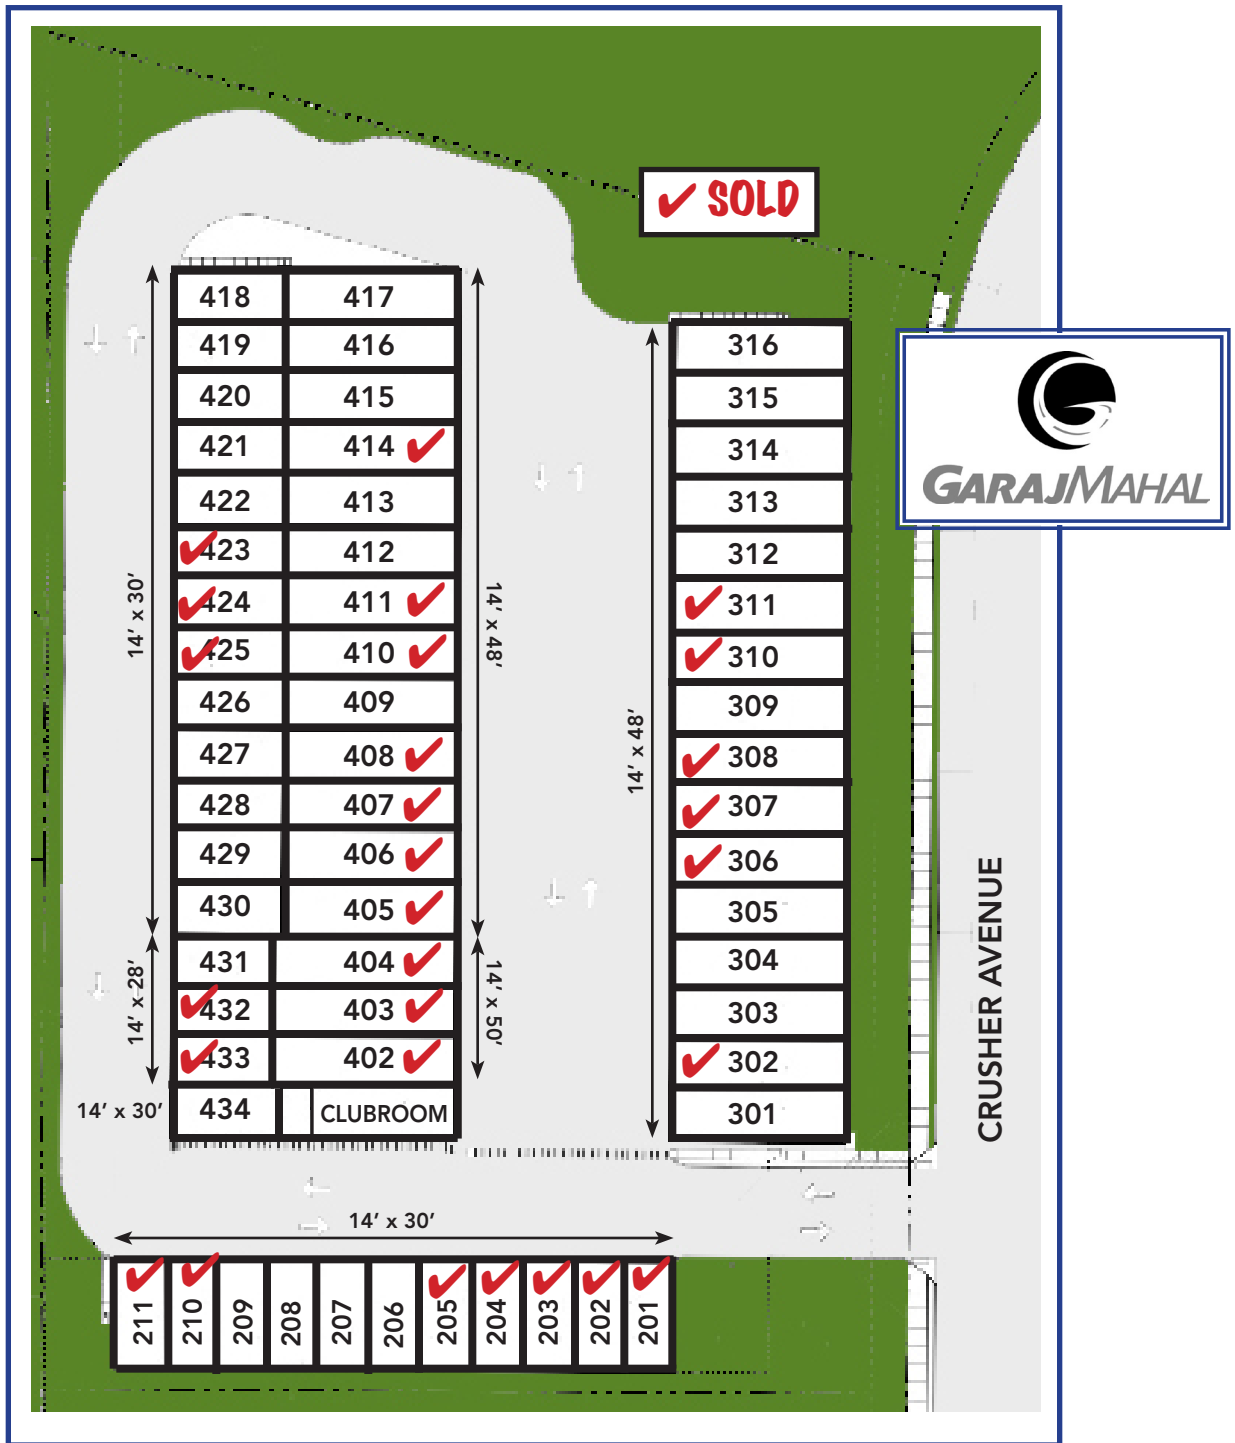 ✓ SOLD
418 417
419 416
420 415
421 414 ✓
422 413
✓ 423 412
✓ 424 411 ✓
✓ 425 410 ✓
426 409
427 408 ✓
428 407 ✓
429 406 ✓
430 405 ✓
431 404 ✓
✓ 432 403 ✓
✓ 433 402 ✓
434 CLUBROOM
14’ x 30’
14’ x 28’
14’ x 30’
14’ x 48’
14’ x 50’
14’ x 48’
316
315
314
313
312
✓ 311
✓ 310
309
✓ 308
✓ 307
✓ 306
305
304
303
✓ 302
301
GARAJMAHAL
CRUSHER AVENUE
14’ x 30’
✓ 211
✓ 210
209
208
207
206
✓ 205
✓ 204
✓ 203
✓ 202
✓ 201